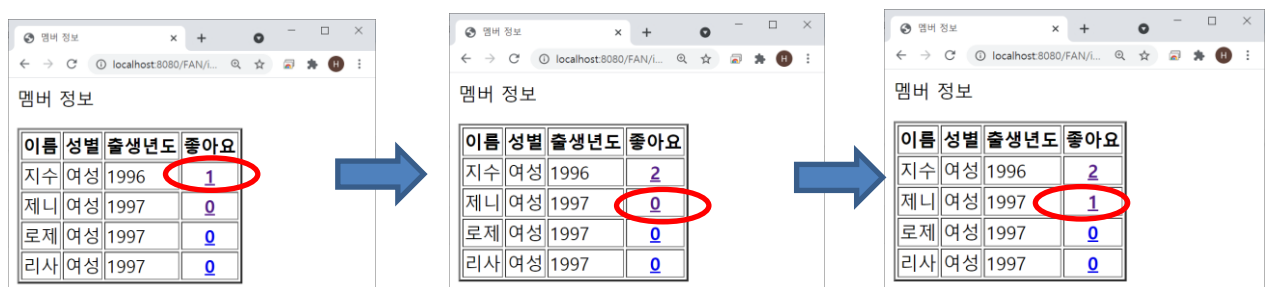 멤버 정보
localhost:8080/FAN/i...
H
멤버 정보
이름 성별 출생년도 좋아요
지수 여성 1996 1
제니 여성 1997 0
로제 여성 1997 0
리사 여성 1997 0
멤버 정보
localhost:8080/FAN/i...
H
멤버 정보
이름 성별 출생년도 좋아요
지수 여성 1996 2
제니 여성 1997 0
로제 여성 1997 0
리사 여성 1997 0
멤버 정보
localhost:8080/FAN/i...
H
멤버 정보
이름 성별 출생년도 좋아요
지수 여성 1996 2
제니 여성 1997 1
로제 여성 1997 0
리사 여성 1997 0